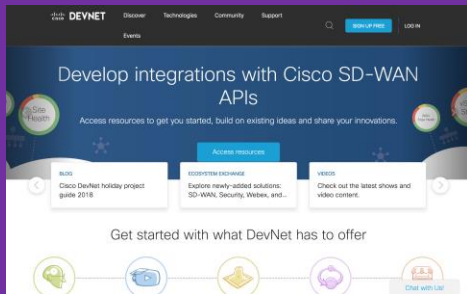 CISCO DEVNET Discover Technologies Community Support
SIGN UP FREE LOG IN
Events
Develop integrations with Cisco SD-WAN
APIs
Site
Health
Access resources to get you started, build on existing ideas and share your innovations.
Access resources
BLOG
Cisco DevNet holiday project
guide 2018
ECOSYSTEM EXCHANGE
Explore newly-added solutions:
SD-WAN, Security, Webex, and...
VIDEOS
Check out the latest shows and
video content.
Get started with what DevNet has to offer
Chat with Us!